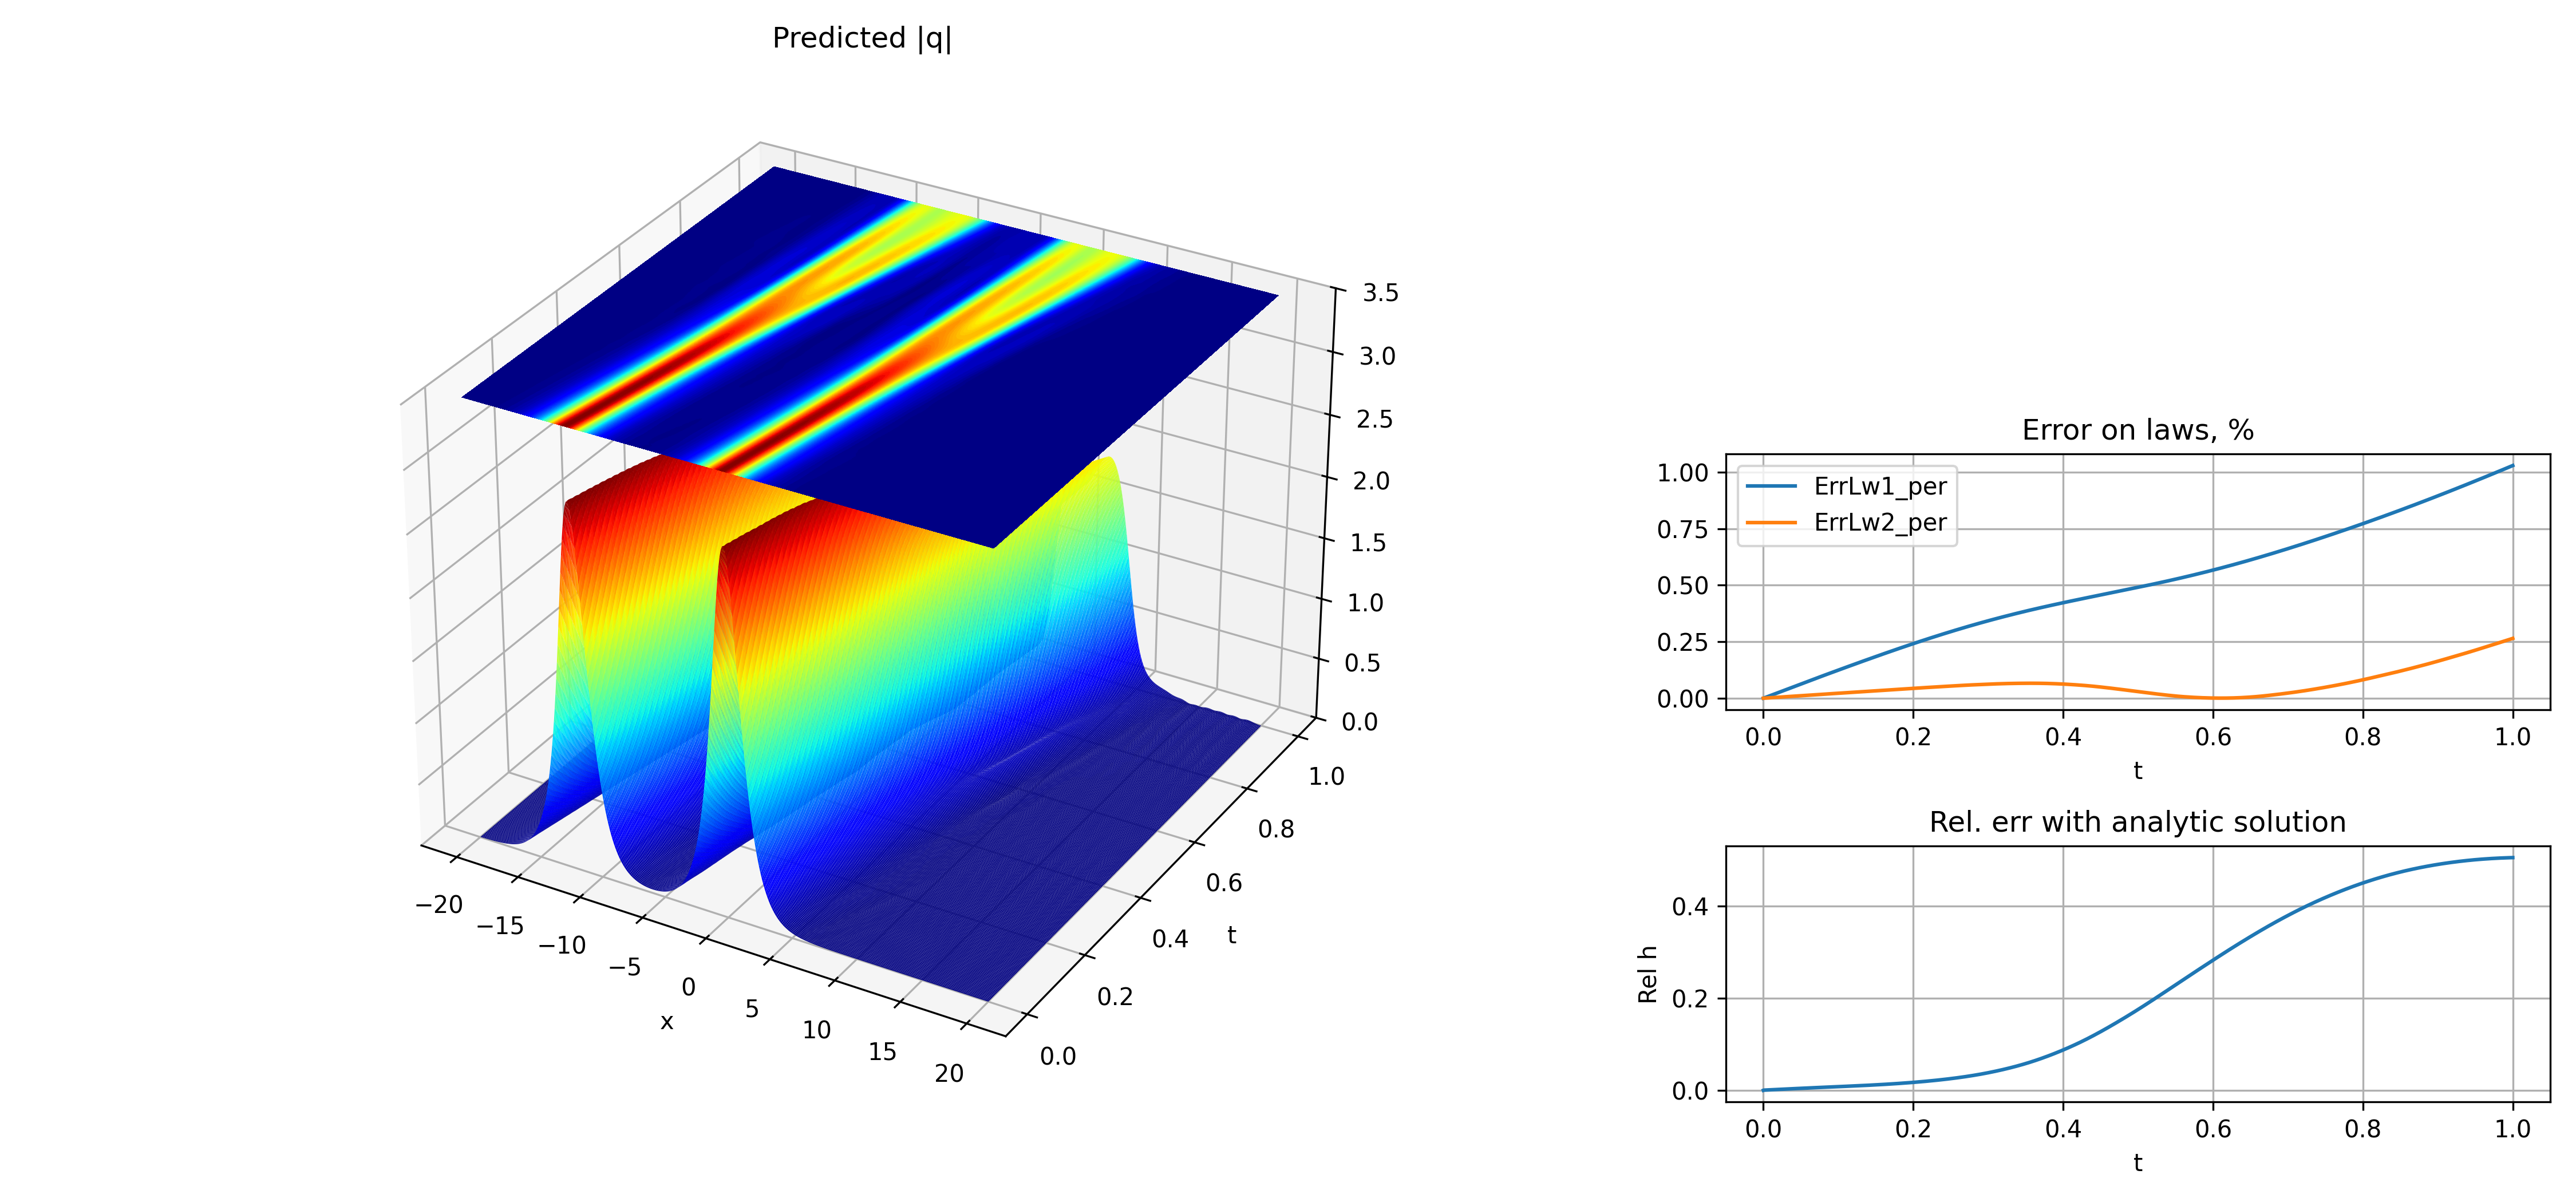 Predicted |q|
3.5
3.0
2.5
2.0
1.5
1.0
0.5
0.0
−20
−15
−10
−5
0
5
10
15
20
x
0.0
0.2
0.4
0.6
0.8
1.0
t
Error on laws, %
1.00
0.75
0.50
0.25
0.00
ErrLw1_per
ErrLw2_per
0.0 0.2 0.4 0.6 0.8 1.0
t
Rel. err with analytic solution
Rel h
0.4
0.2
0.0
0.0 0.2 0.4 0.6 0.8 1.0
t